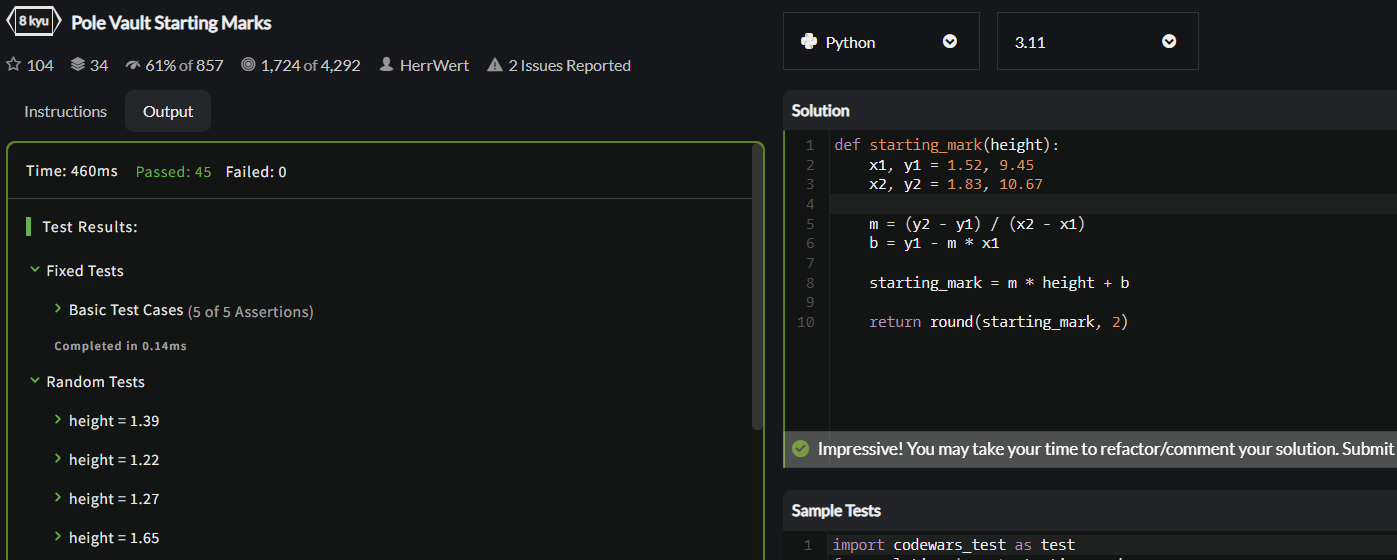 8 kyu Pole Vault Starting Marks
104 34 61% of 857 1,724 of 4,292 HerrWert 2 Issues Reported
Instructions Output
Time: 460ms Passed: 45 Failed: 0
Test Results:
Fixed Tests
Basic Test Cases (5 of 5 Assertions)
Completed in 0.14ms
Random Tests
height = 1.39
height = 1.22
height = 1.27
height = 1.65
Python 3.11
Solution
1 def starting_mark(height):
2     x1, y1 = 1.52, 9.45
3     x2, y2 = 1.83, 10.67
4
5     m = (y2 - y1) / (x2 - x1)
6     b = y1 - m * x1
7
8     starting_mark = m * height + b
9
10     return round(starting_mark, 2)
Impressive! You may take your time to refactor/comment your solution. Submit
Sample Tests
1 import codewars_test as test